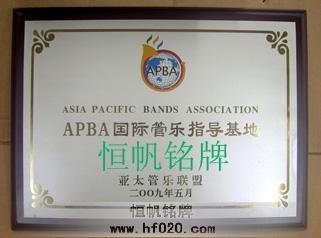 APBA
ASIA PACIFIC BANDS ASSOCIATION
APBA国际管乐指导基地
恒帆铭牌
亚太管乐联盟
二OO九年五月
恒帆铭牌
www.hf020.com